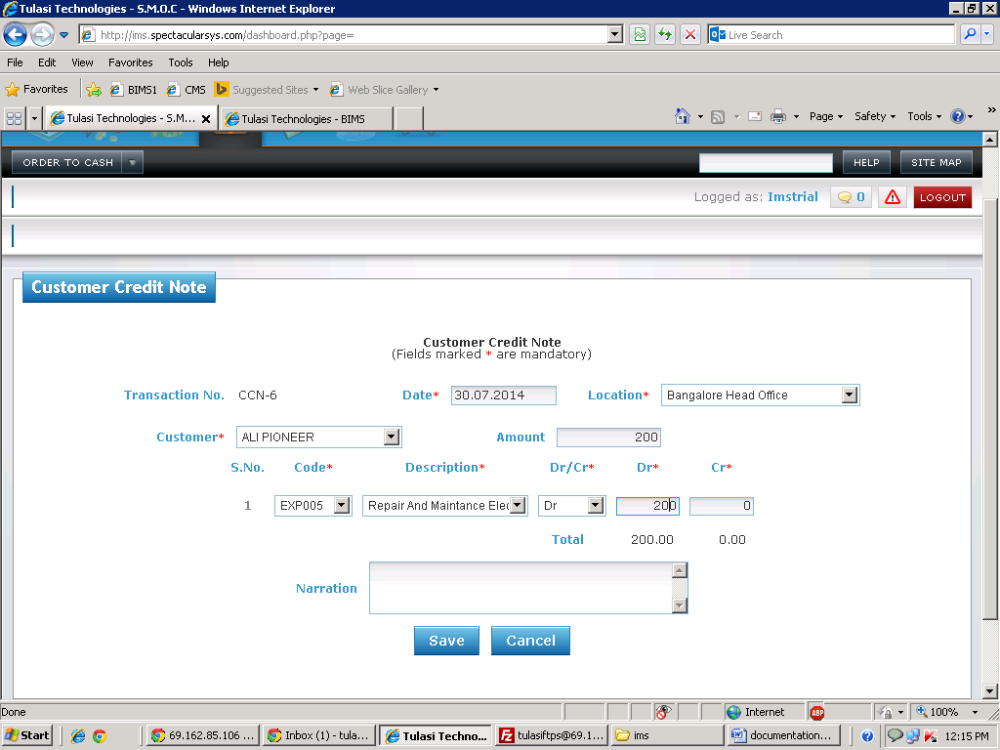 Tulasi Technologies - S.M.O.C - Windows Internet Explorer
http://ims.spectacularsys.com/dashboard.php?page=
Live Search
File Edit View Favorites Tools Help
Favorites BIMS1 CMS Suggested Sites Web Slice Gallery
Tulasi Technologies - S.M... Tulasi Technologies - BIMS Page Safety Tools
ORDER TO CASH HELP SITE MAP
Logged as: Imstrial 0 LOGOUT
Customer Credit Note
Customer Credit Note
(Fields marked * are mandatory)
Transaction No. CCN-6 Date* 30.07.2014 Location* Bangalore Head Office
Customer* ALI PIONEER Amount 200
S.No. Code* Description* Dr/Cr* Dr* Cr*
1 EXP005 Repair And Maintance Elec Dr 200 0
Total 200.00 0.00
Narration
Save Cancel
Done Internet ABP 100%
Start 69.162.85.106 ... Inbox (1) - tula... Tulasi Techno... tulasiftps@69.1... ims documentation... 12:15 PM